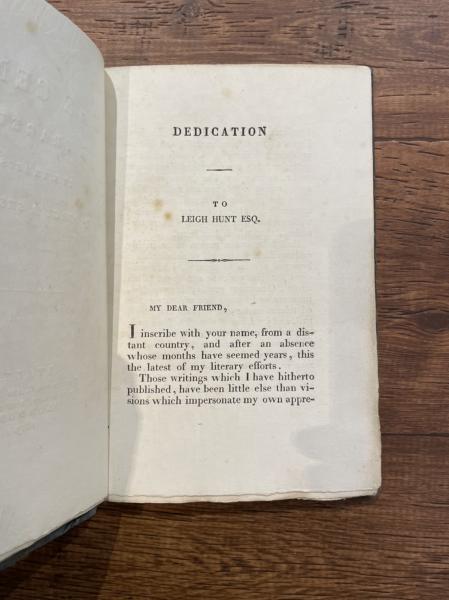 DEDICATION
TO
LEIGH HUNT ESQ.
MY DEAR FRIEND,
I inscribe with your name, from a dis-
tant country, and after an absence
whose months have seemed years, this
the latest of my literary efforts.
Those writings which I have hitherto
published, have been little else than vi-
sions which impersonate my own appre-